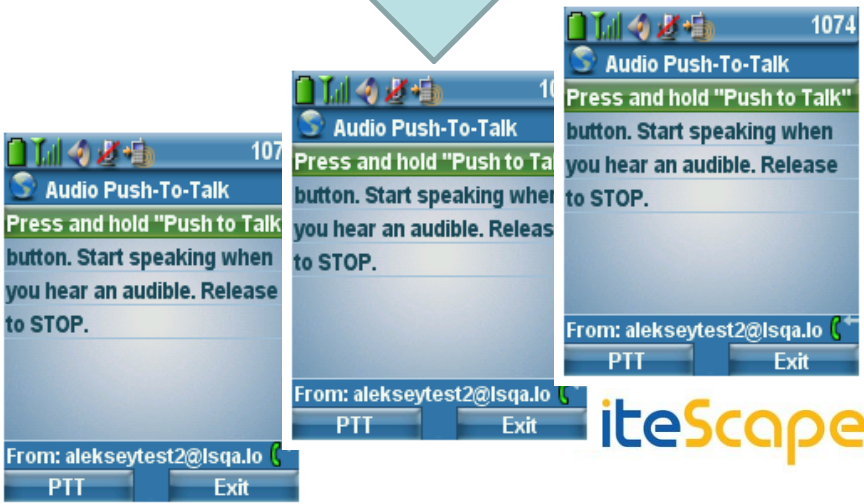 107
Audio Push-To-Talk
Press and hold "Push to Talk
button. Start speaking when
you hear an audible. Release
to STOP.
From: alekseytest2@lsqa.lo
PTT Exit
10
Audio Push-To-Talk
Press and hold "Push to Ta
button. Start speaking when
you hear an audible. Releas
to STOP.
From: alekseytest2@lsqa.lo
PTT Exit
1074
Audio Push-To-Talk
Press and hold "Push to Talk"
button. Start speaking when
you hear an audible. Release
to STOP.
From: alekseytest2@lsqa.lo
PTT Exit
iteScape